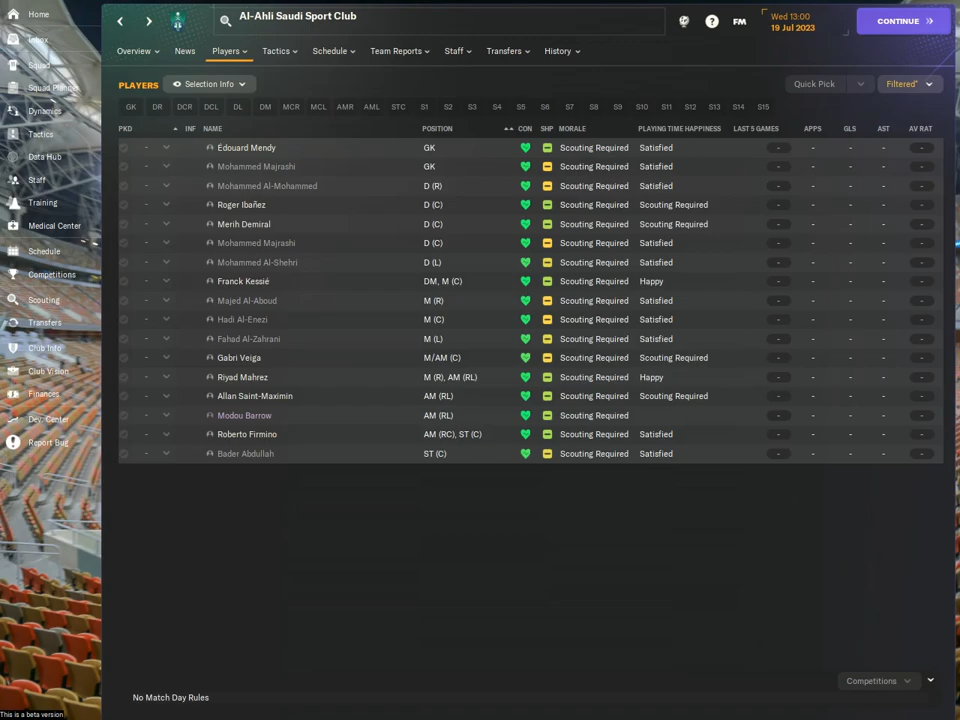 Home
Al-Ahli Saudi Sport Club
?
FM
Wed 13:00
19 Jul 2023
CONTINUE
Inbox
Squad
Squad Planner
Dynamics
Tactics
Data Hub
Staff
Training
Medical Center
Schedule
Competitions
Scouting
Transfers
Club Info
Club Vision
Finances
Dev. Center
Report Bug
This is a beta version
Overview
News
Players
Tactics
Schedule
Team Reports
Staff
Transfers
History
PLAYERS
Selection Info
Quick Pick
Filtered*
GK DR DCR DCL DL DM MCR MCL AMR AML STC S1 S2 S3 S4 S5 S6 S7 S8 S9 S10 S11 S12 S13 S14 S15
PKD INF NAME POSITION CON SHP MORALE PLAYING TIME HAPPINESS LAST 5 GAMES APPS GLS AST AV RAT
- Édouard Mendy GK Scouting Required Satisfied - - - - -
- Mohammed Majrashi GK Scouting Required Satisfied - - - - -
- Mohammed Al-Mohammed D (R) Scouting Required Satisfied - - - - -
- Roger Ibañez D (C) Scouting Required Scouting Required - - - - -
- Merih Demiral D (C) Scouting Required Scouting Required - - - - -
- Mohammed Majrashi D (C) Scouting Required Satisfied - - - - -
- Mohammed Al-Shehri D (L) Scouting Required Satisfied - - - - -
- Franck Kessié DM, M (C) Scouting Required Happy - - - - -
- Majed Al-Aboud M (R) Scouting Required Satisfied - - - - -
- Hadi Al-Enezi M (C) Scouting Required Satisfied - - - - -
- Fahad Al-Zahrani M (L) Scouting Required Satisfied - - - - -
- Gabri Veiga M/AM (C) Scouting Required Scouting Required - - - - -
- Riyad Mahrez M (R), AM (RL) Scouting Required Happy - - - - -
- Allan Saint-Maximin AM (RL) Scouting Required Scouting Required - - - - -
- Modou Barrow AM (RL) Scouting Required - - - - -
- Roberto Firmino AM (RC), ST (C) Scouting Required Satisfied - - - - -
- Bader Abdullah ST (C) Scouting Required Satisfied - - - - -
Competitions
No Match Day Rules